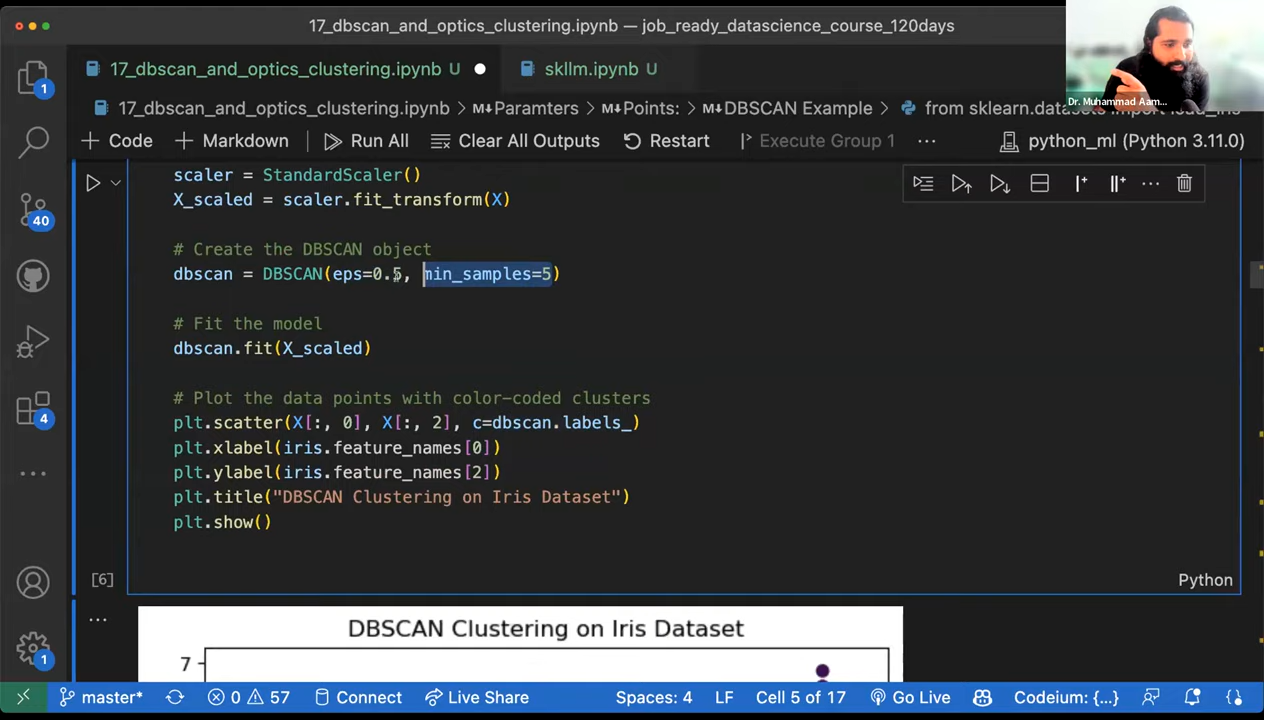 17_dbscan_and_optics_clustering.ipynb — job_ready_datascience_course_120days
17_dbscan_and_optics_clustering.ipynb U
skllm.ipynb U
Dr. Muhammad Aam...
17_dbscan_and_optics_clustering.ipynb > M↓Paramters > M↓Points: > M↓DBSCAN Example > from sklearn.datasets import load_iris
+ Code + Markdown Run All Clear All Outputs Restart Execute Group 1 ... python_ml (Python 3.11.0)
scaler = StandardScaler()
X_scaled = scaler.fit_transform(X)
# Create the DBSCAN object
dbscan = DBSCAN(eps=0.5, min_samples=5)
# Fit the model
dbscan.fit(X_scaled)
# Plot the data points with color-coded clusters
plt.scatter(X[:, 0], X[:, 2], c=dbscan.labels_)
plt.xlabel(iris.feature_names[0])
plt.ylabel(iris.feature_names[2])
plt.title("DBSCAN Clustering on Iris Dataset")
plt.show()
[6]
Python
DBSCAN Clustering on Iris Dataset
7
1
40
4
1
master* 0 57 Connect Live Share Spaces: 4 LF Cell 5 of 17 Go Live Codeium: {...}